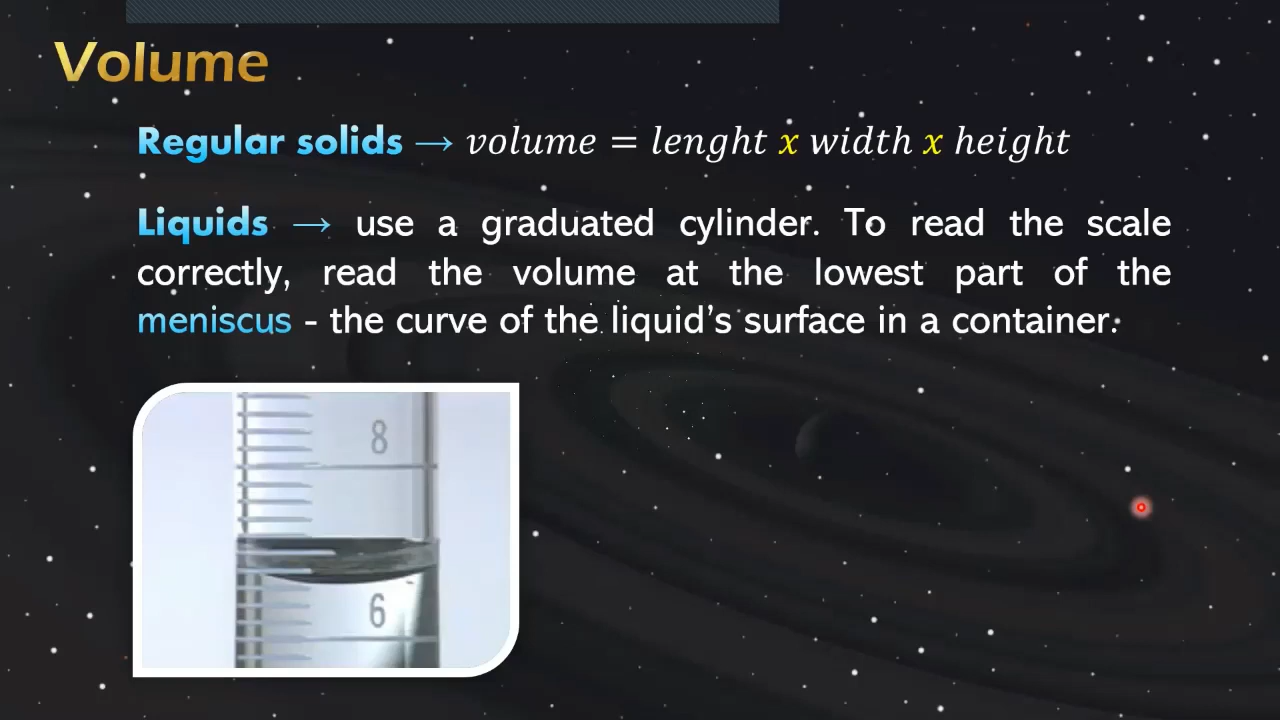 Volume
Regular solids → volume = lenght x width x height
Liquids → use a graduated cylinder. To read the scale
correctly, read the volume at the lowest part of the
meniscus - the curve of the liquid's surface in a container.
8
6